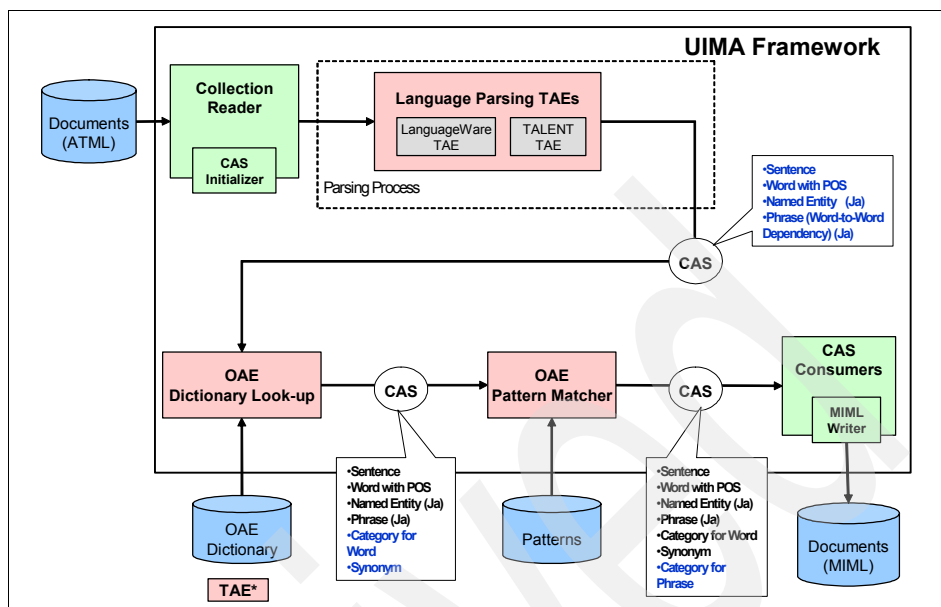 UIMA Framework
Collection
Reader
CAS
Initializer
Documents
(ATML)
Language Parsing TAEs
LanguageWare
TAE
TALENT
TAE
Parsing Process
•Sentence
•Word with POS
•Named Entity (Ja)
•Phrase (Word-to-Word
Dependency) (Ja)
CAS
OAE
Dictionary Look-up
CAS
OAE
Pattern Matcher
CAS
CAS
Consumers
MIML
Writer
•Sentence
•Word with POS
•Named Entity (Ja)
•Phrase (Ja)
•Category for
Word
•Synonym
•Sentence
•Word with POS
•Named Entity (Ja)
•Phrase (Ja)
•Category for Word
•Synonym
•Category for
Phrase
OAE
Dictionary
Patterns
Documents
(MIML)
TAE*